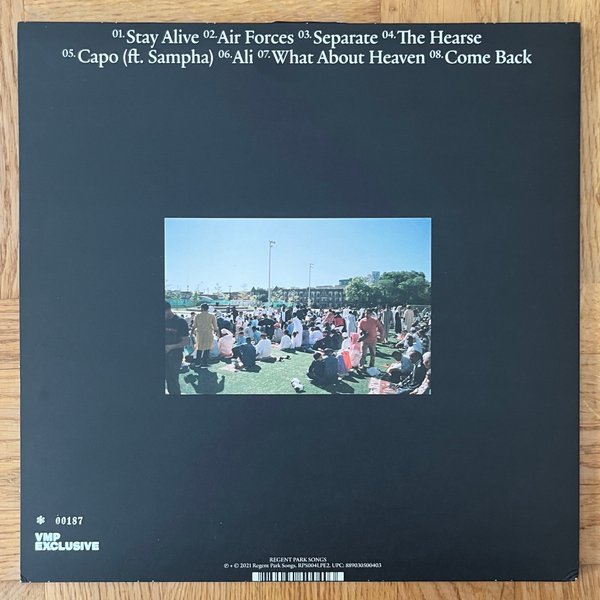 01.Stay Alive 02.Air Forces 03.Separate 04.The Hearse
05.Capo (ft. Sampha) 06.Ali 07.What About Heaven 08.Come Back
* 00187
VMP
EXCLUSIVE
REGENT PARK SONGS
℗ + © 2021 Regent Park Songs. RPS004LPE2. UPC: 889030500403